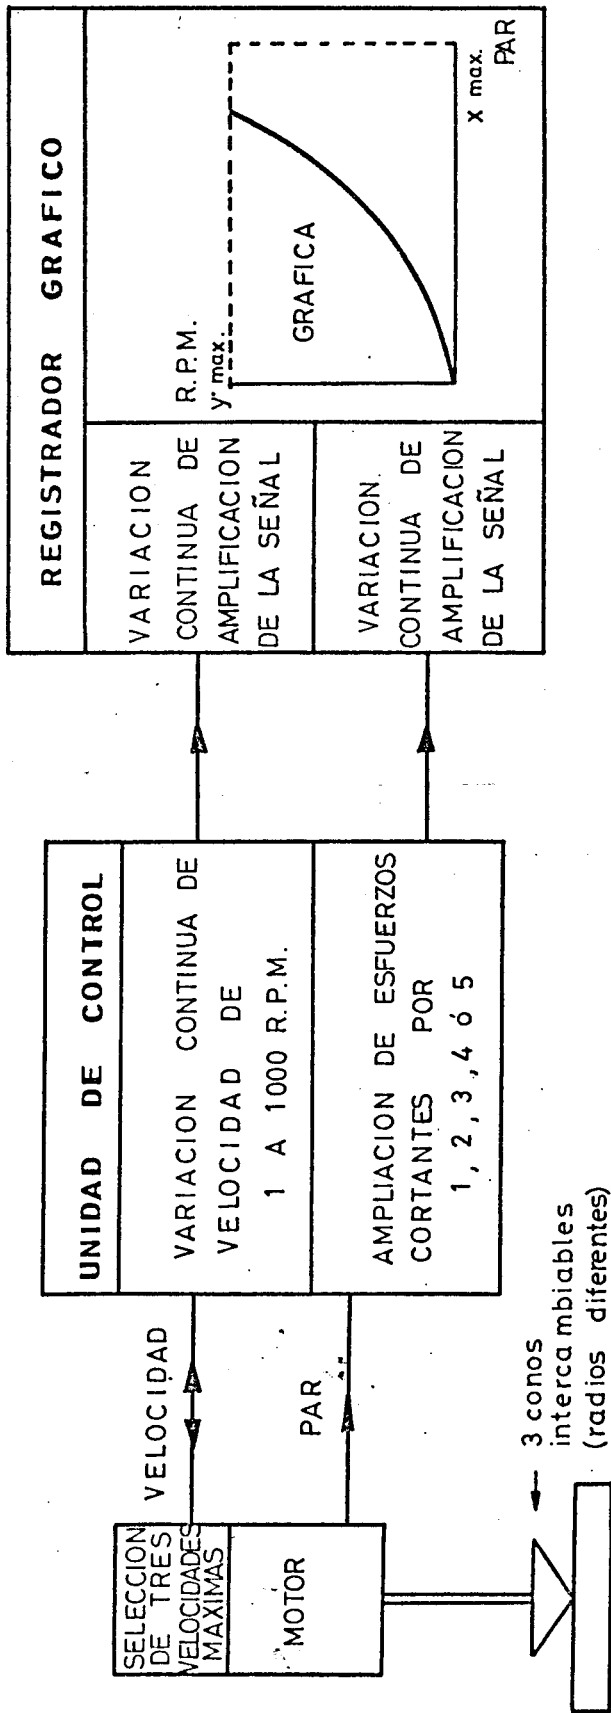 SELECCION
DE TRES
VELOCIDADES
MAXIMAS
MOTOR
VELOCIDAD
PAR
3 conos
intercambiables
(radios diferentes)
UNIDAD DE CONTROL
VARIACION CONTINUA DE
VELOCIDAD DE
1 A 1000 R.P.M.
AMPLIACION DE ESFUERZOS
CORTANTES POR
1, 2, 3, 4 ó 5
REGISTRADOR GRAFICO
VARIACION
CONTINUA DE
AMPLIFICACION
DE LA SEÑAL
VARIACION.
CONTINUA DE
AMPLIFICACION
DE LA SEÑAL
R.P.M.
y max.
GRAFICA
X max.
PAR